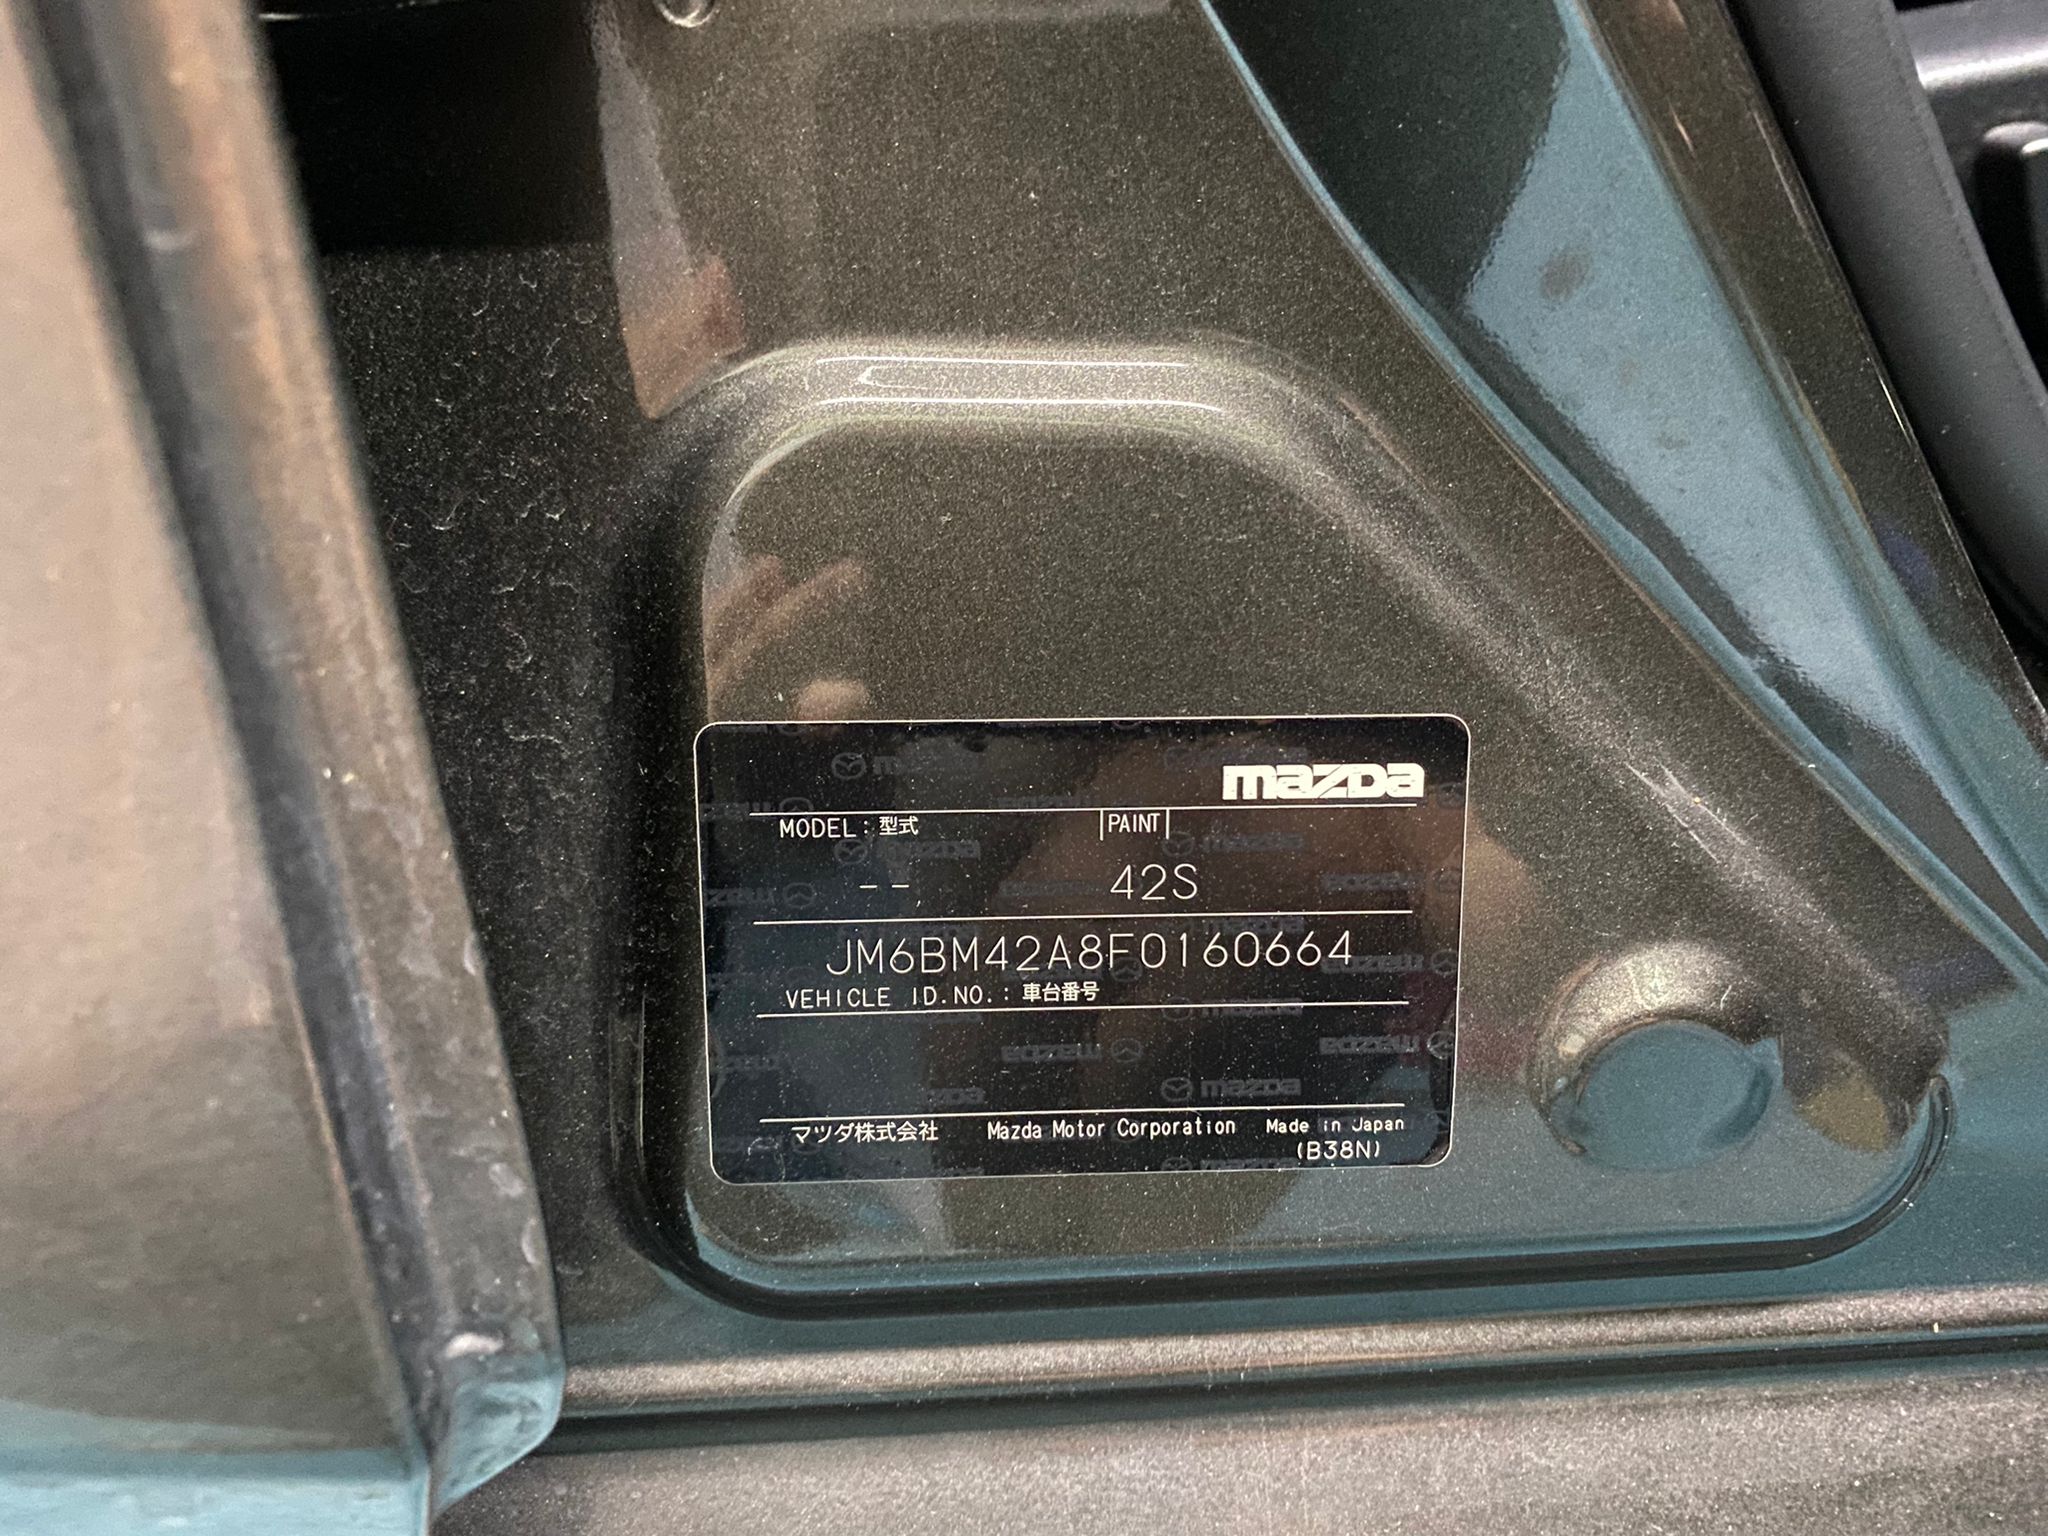 mazda
MODEL：型式 PAINT
-- 42S
JM6BM42A8F0160664
VEHICLE ID.NO.：車台番号
マツダ株式会社 Mazda Motor Corporation Made in Japan
(B38N)